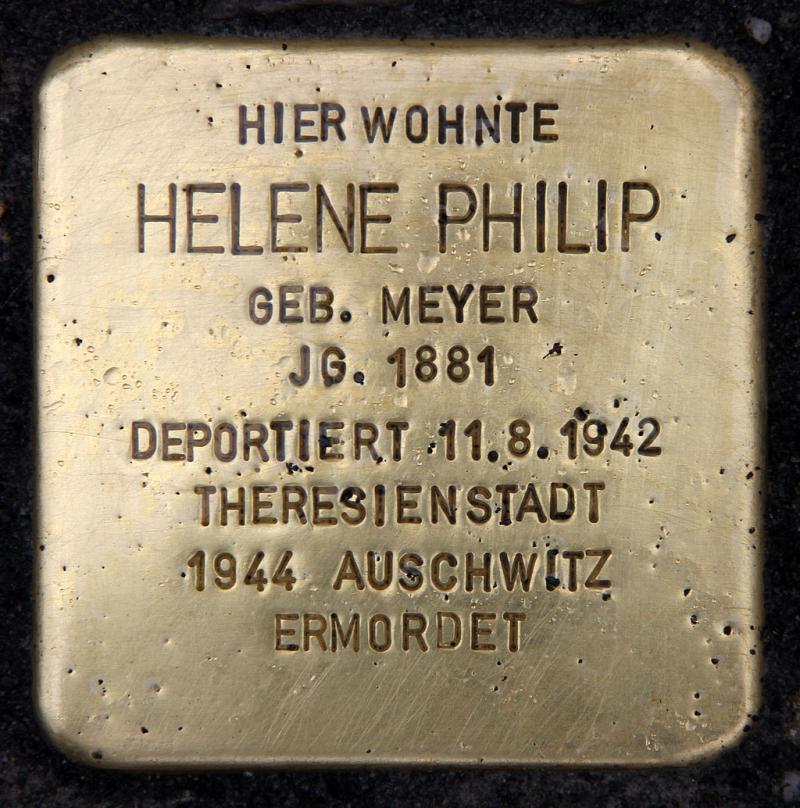 HIER WOHNTE
HELENE PHILIP
GEB. MEYER
JG. 1881
DEPORTIERT 11.8.1942
THERESIENSTADT
1944 AUSCHWITZ
ERMORDET